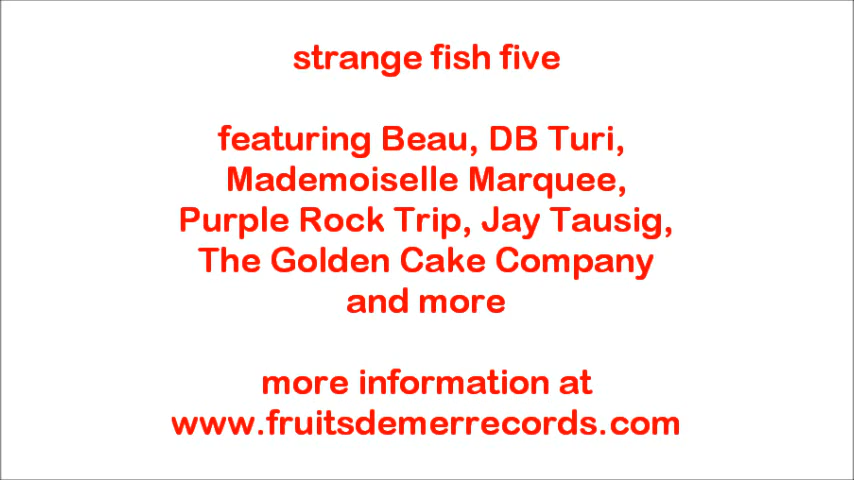 strange fish five
featuring Beau, DB Turi,
Mademoiselle Marquee,
Purple Rock Trip, Jay Tausig,
The Golden Cake Company
and more
more information at
www.fruitsdemerrecords.com